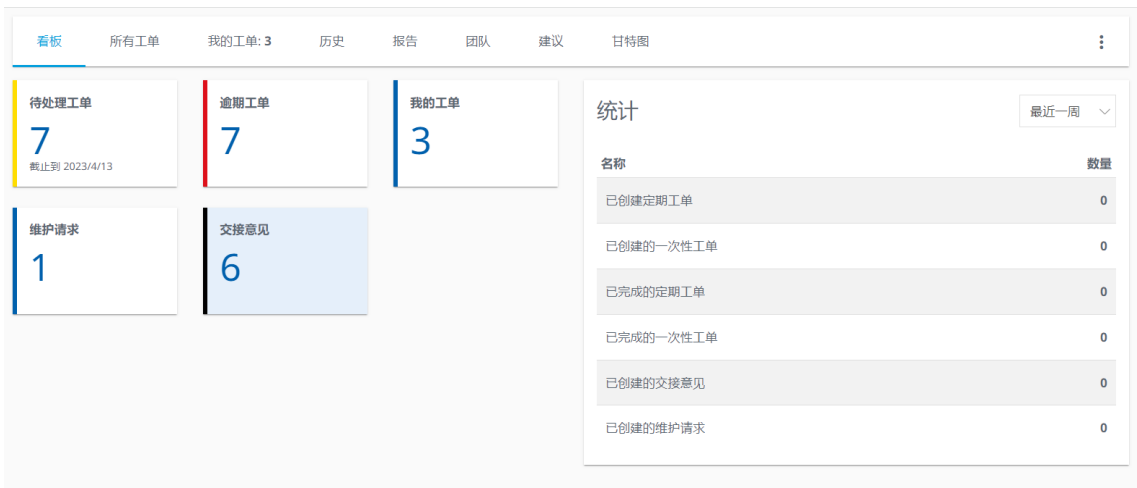 看板 所有工单 我的工单: 3 历史 报告 团队 建议 甘特图
待处理工单
7
截止到 2023/4/13
逾期工单
7
我的工单
3
维护请求
1
交接意见
6
统计
最近一周
名称 数量
已创建定期工单 0
已创建的一次性工单 0
已完成的定期工单 0
已完成的一次性工单 0
已创建的交接意见 0
已创建的维护请求 0